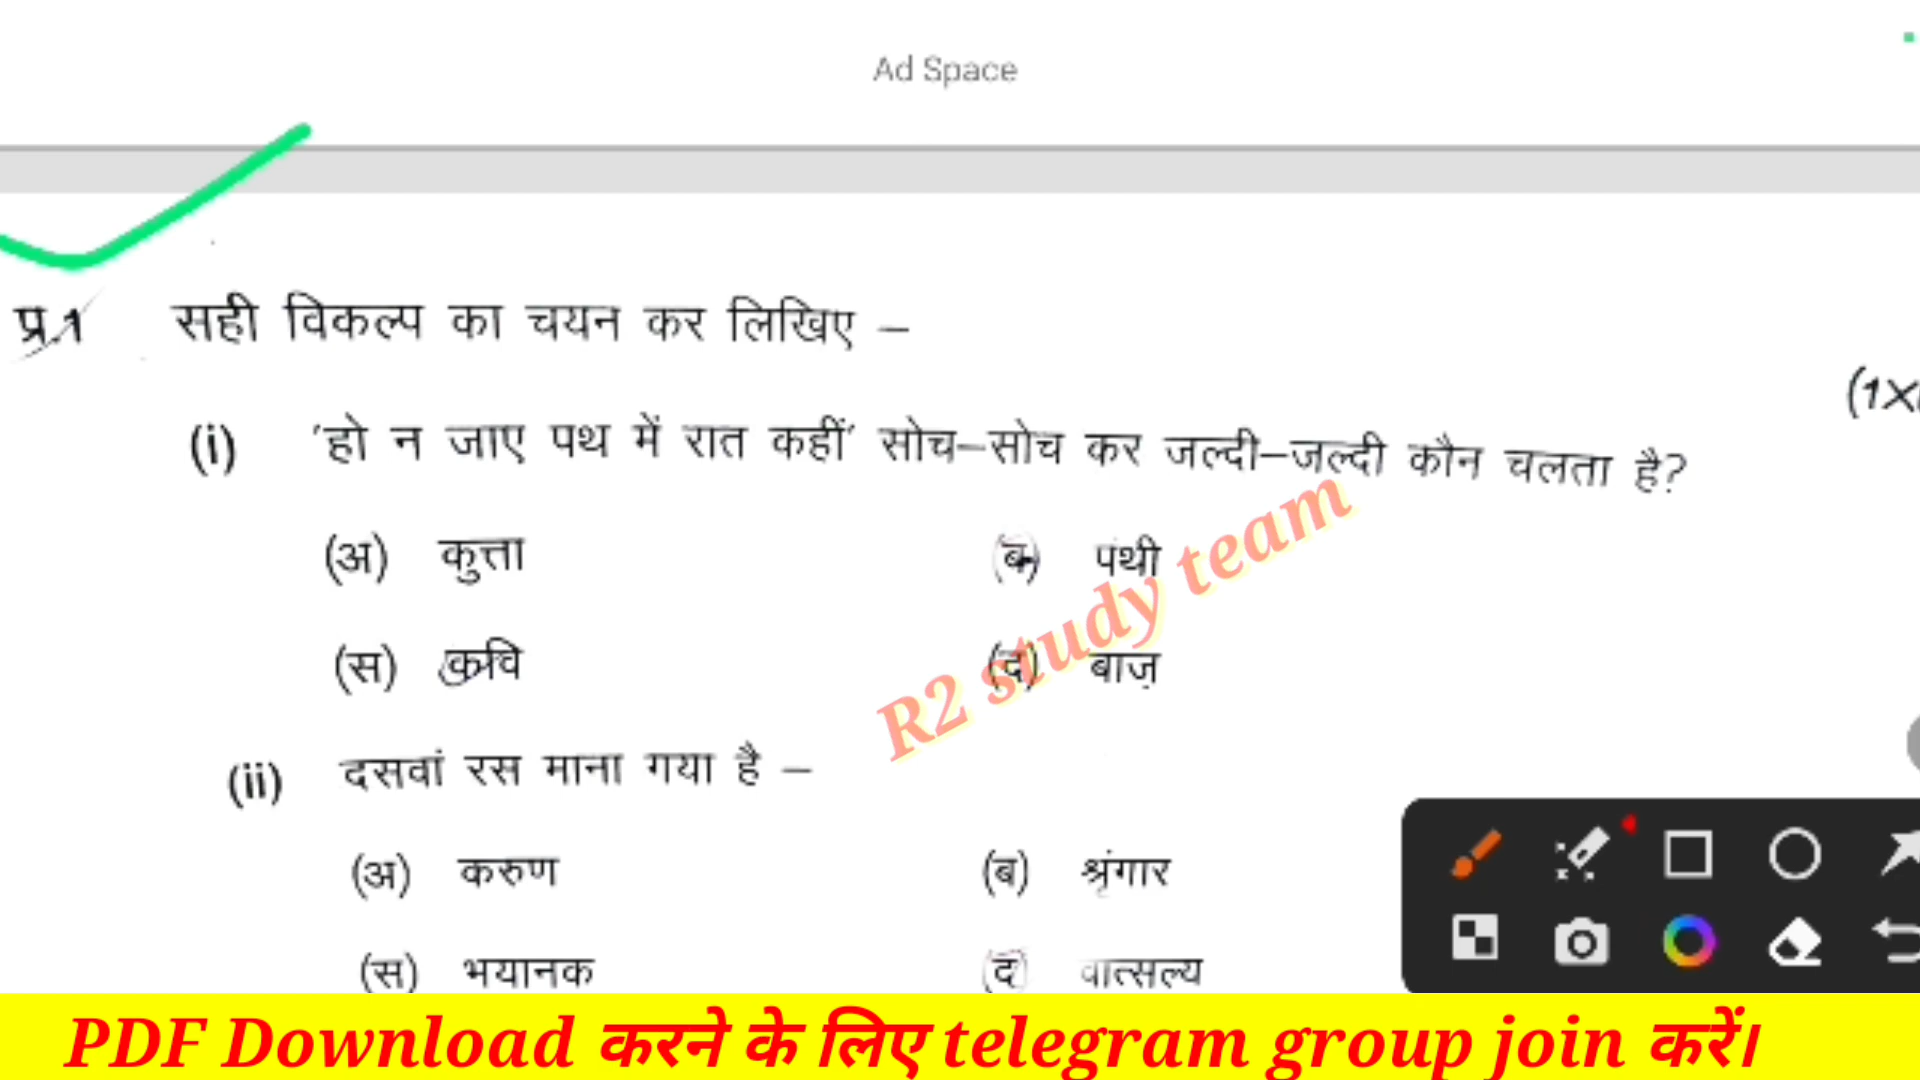 Ad Space
प्र.1 सही विकल्प का चयन कर लिखिए –
(1X
(i) 'हो न जाए पथ में रात कहीं' सोच–सोच कर जल्दी–जल्दी कौन चलता है?
(अ) कुत्ता (ब) पंथी
(स) कवि (द) बाज़
R2 study team
(ii) दसवां रस माना गया है –
(अ) करुण (ब) श्रृंगार
(स) भयानक (द) वात्सल्य
PDF Download करने के लिए telegram group join करें।